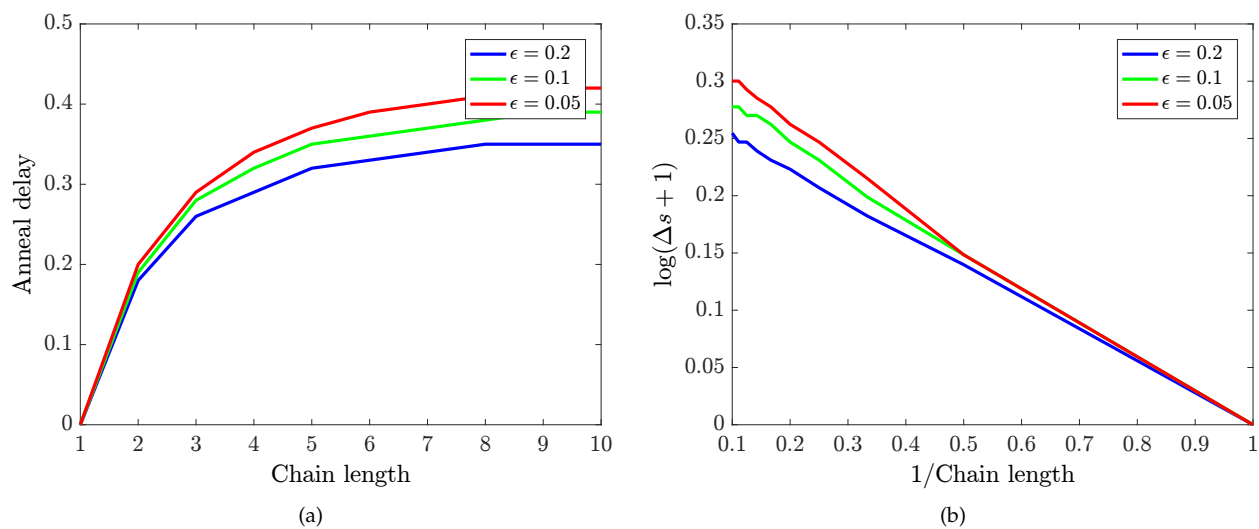 0.5
0.4
0.3
0.2
0.1
0
Anneal delay
ϵ = 0.2
ϵ = 0.1
ϵ = 0.05
1 2 3 4 5 6 7 8 9 10
Chain length
(a)
0.35
0.3
0.25
0.2
0.15
0.1
0.05
0
log(Δs + 1)
ϵ = 0.2
ϵ = 0.1
ϵ = 0.05
0.1 0.2 0.3 0.4 0.5 0.6 0.7 0.8 0.9 1
1/Chain length
(b)